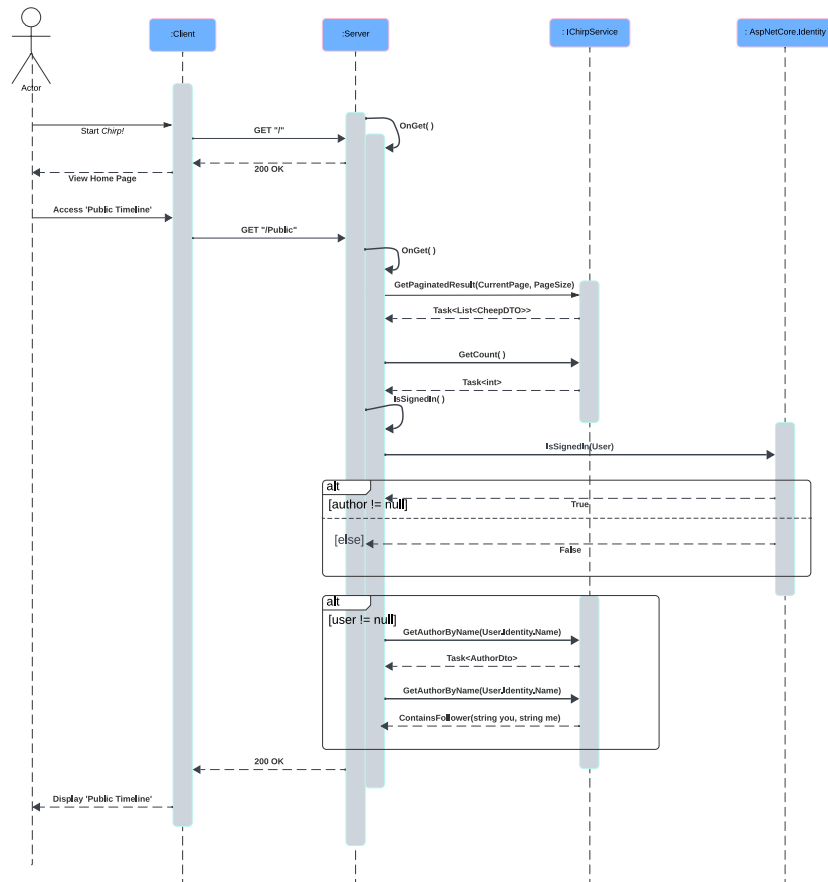 :Client
:Server
: IChirpService
: AspNetCore.Identity
Actor
Start Chirp!
GET "/"
OnGet( )
200 OK
View Home Page
Access 'Public Timeline'
GET "/Public"
OnGet( )
GetPaginatedResult(CurrentPage, PageSize)
Task<List<CheepDTO>>
GetCount( )
Task<int>
IsSignedIn( )
IsSignedIn(User)
alt
[author != null]
True
[else]
False
alt
[user != null]
GetAuthorByName(User.Identity.Name)
Task<AuthorDto>
GetAuthorByName(User.Identity.Name)
ContainsFollower(string you, string me)
200 OK
Display 'Public Timeline'